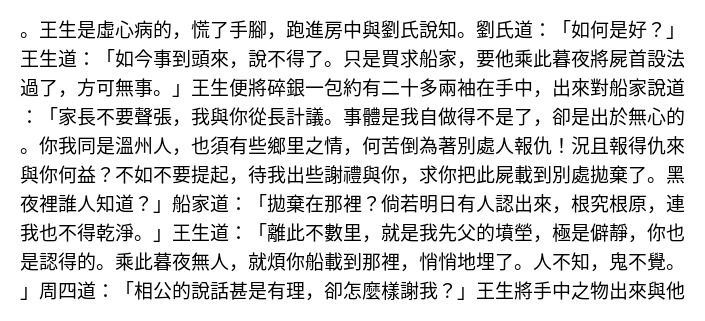 。王生是虛心病的，慌了手腳，跑進房中與劉氏說知。劉氏道：「如何是好？」
王生道：「如今事到頭來，說不得了。只是買求船家，要他乘此暮夜將屍首設法
過了，方可無事。」王生便將碎銀一包約有二十多兩袖在手中，出來對船家說道
：「家長不要聲張，我與你從長計議。事體是我自做得不是了，卻是出於無心的
。你我同是溫州人，也須有些鄉里之情，何苦倒為著別處人報仇！況且報得仇來
與你何益？不如不要提起，待我出些謝禮與你，求你把此屍載到別處拋棄了。黑
夜裡誰人知道？」船家道：「拋棄在那裡？倘若明日有人認出來，根究根原，連
我也不得乾淨。」王生道：「離此不數里，就是我先父的墳塋，極是僻靜，你也
是認得的。乘此暮夜無人，就煩你船載到那裡，悄悄地埋了。人不知，鬼不覺。
」周四道：「相公的說話甚是有理，卻怎麼樣謝我？」王生將手中之物出來與他